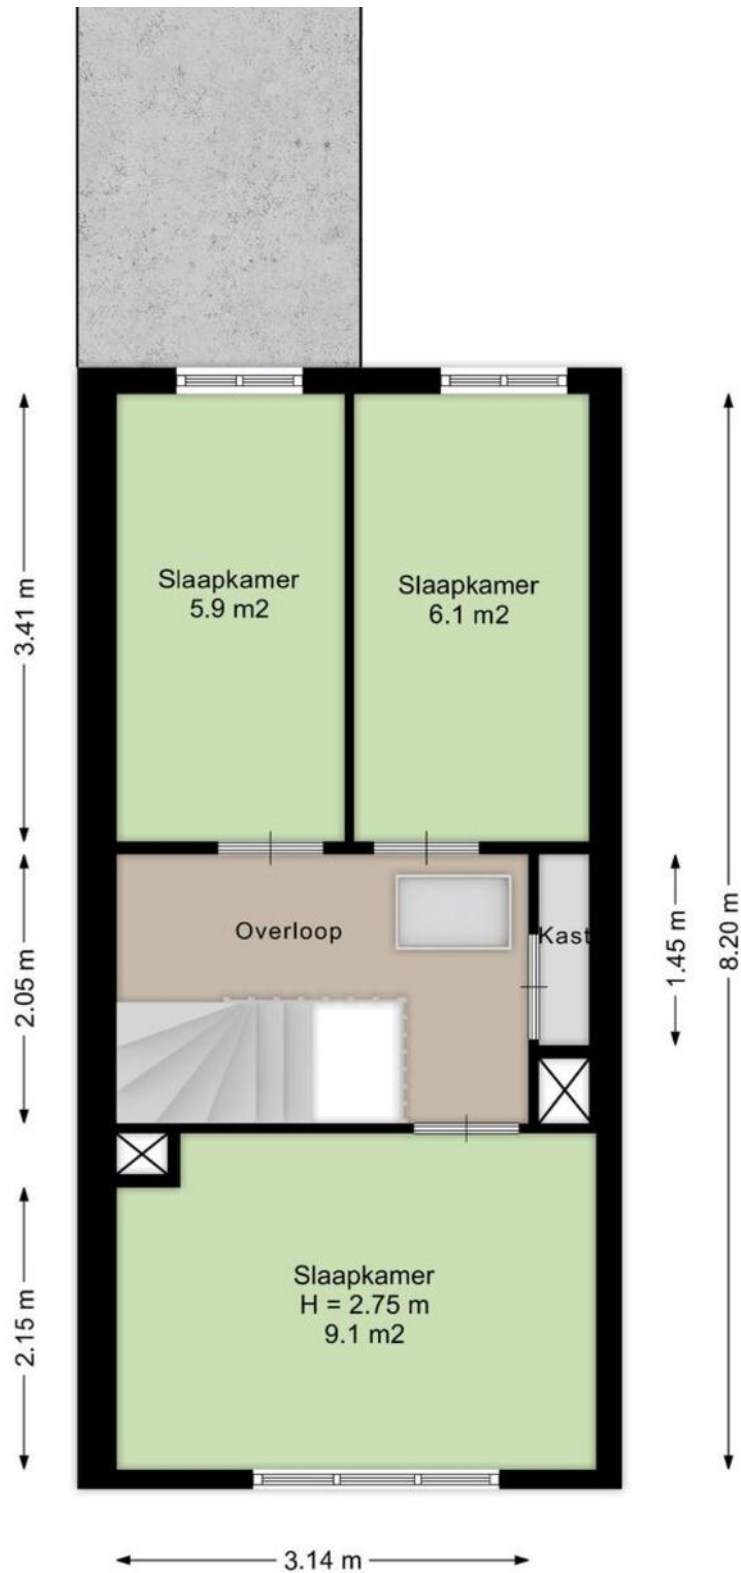 Slaapkamer
5.9 m2
Slaapkamer
6.1 m2
3.41 m
Overloop
Kast
2.05 m
1.45 m
8.20 m
Slaapkamer
H = 2.75 m
9.1 m2
2.15 m
3.14 m